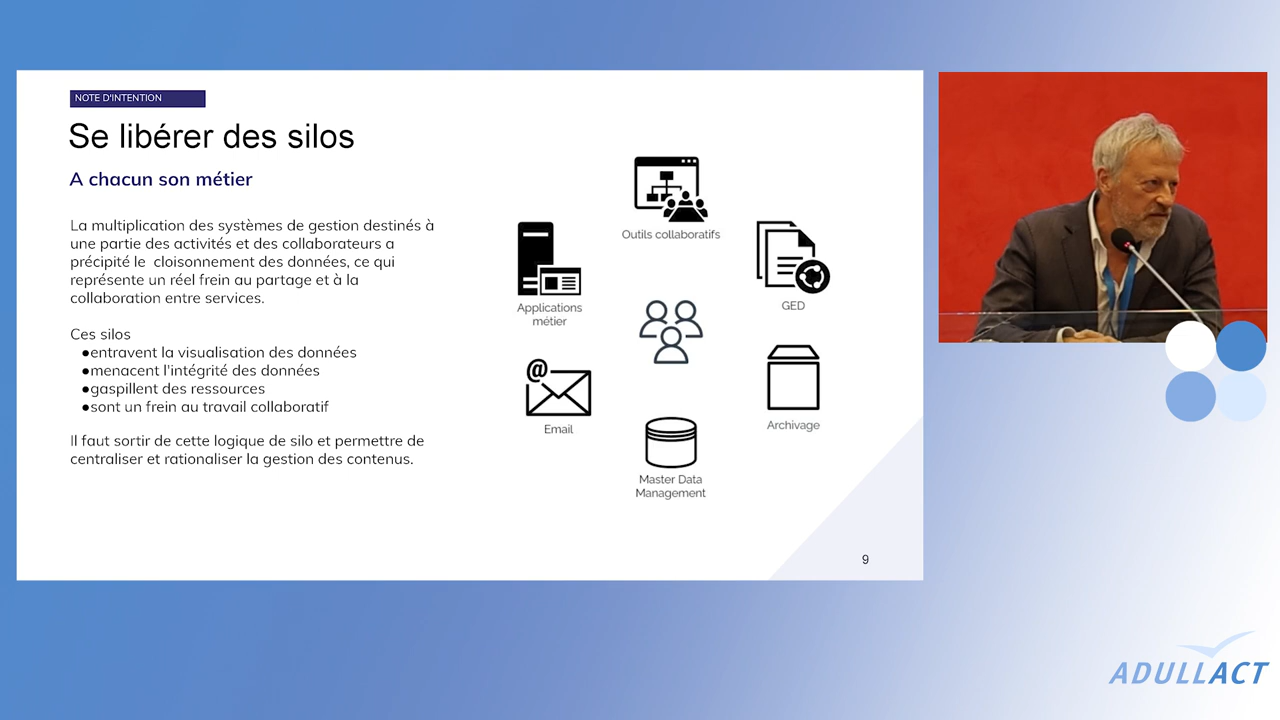 NOTE D'INTENTION
Se libérer des silos
A chacun son métier
La multiplication des systèmes de gestion destinés à
une partie des activités et des collaborateurs a
précipité le  cloisonnement des données, ce qui
représente un réel frein au partage et à la
collaboration entre services.
Ces silos
●entravent la visualisation des données
●menacent l'intégrité des données
●gaspillent des ressources
●sont un frein au travail collaboratif
Il faut sortir de cette logique de silo et permettre de
centraliser et rationaliser la gestion des contenus.
Outils collaboratifs
Applications
métier
GED
@
Email
Archivage
Master Data
Management
9
ADULLACT